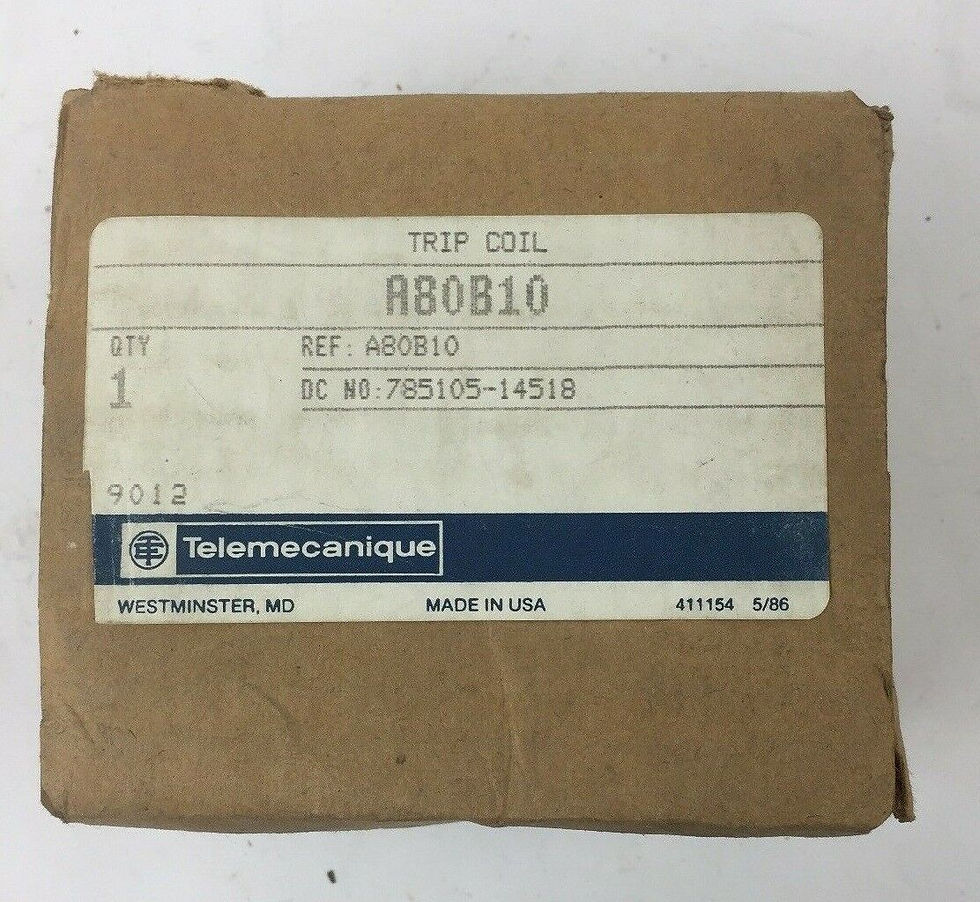 TRIP COIL
A80B10
QTY REF: A80B10
1 DC NO:785105-14518
9012
Telemecanique
WESTMINSTER, MD MADE IN USA 411154 5/86